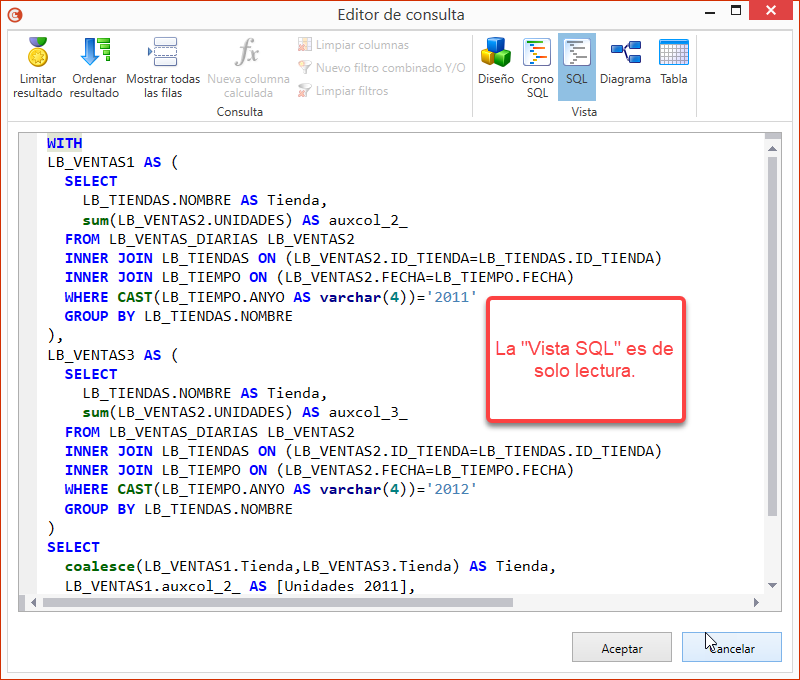 Editor de consulta
Limitar resultado
Ordenar resultado
Mostrar todas las filas
Nueva columna calculada
Limpiar columnas
Nuevo filtro combinado Y/O
Limpiar filtros
Consulta
Diseño
Crono SQL
SQL
Diagrama
Tabla
Vista
WITH
LB_VENTAS1 AS (
SELECT
LB_TIENDAS.NOMBRE AS Tienda,
sum(LB_VENTAS2.UNIDADES) AS auxcol_2_
FROM LB_VENTAS_DIARIAS LB_VENTAS2
INNER JOIN LB_TIENDAS ON (LB_VENTAS2.ID_TIENDA=LB_TIENDAS.ID_TIENDA)
INNER JOIN LB_TIEMPO ON (LB_VENTAS2.FECHA=LB_TIEMPO.FECHA)
WHERE CAST(LB_TIEMPO.ANYO AS varchar(4))='2011'
GROUP BY LB_TIENDAS.NOMBRE
),
LB_VENTAS3 AS (
SELECT
LB_TIENDAS.NOMBRE AS Tienda,
sum(LB_VENTAS2.UNIDADES) AS auxcol_3_
FROM LB_VENTAS_DIARIAS LB_VENTAS2
INNER JOIN LB_TIENDAS ON (LB_VENTAS2.ID_TIENDA=LB_TIENDAS.ID_TIENDA)
INNER JOIN LB_TIEMPO ON (LB_VENTAS2.FECHA=LB_TIEMPO.FECHA)
WHERE CAST(LB_TIEMPO.ANYO AS varchar(4))='2012'
GROUP BY LB_TIENDAS.NOMBRE
)
SELECT
coalesce(LB_VENTAS1.Tienda,LB_VENTAS3.Tienda) AS Tienda,
LB_VENTAS1.auxcol_2_ AS [Unidades 2011],
La "Vista SQL" es de
solo lectura.
Aceptar
Cancelar